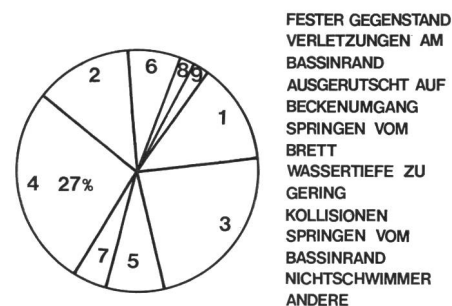 2
6
8
9
1
4 27%
3
7
5
FESTER GEGENSTAND
VERLETZUNGEN AM
BASSINRAND
AUSGERUTSCHT AUF
BECKENUMGANG
SPRINGEN VOM
BRETT
WASSERTIEFE ZU
GERING
KOLLISIONEN
SPRINGEN VOM
BASSINRAND
NICHTSCHWIMMER
ANDERE